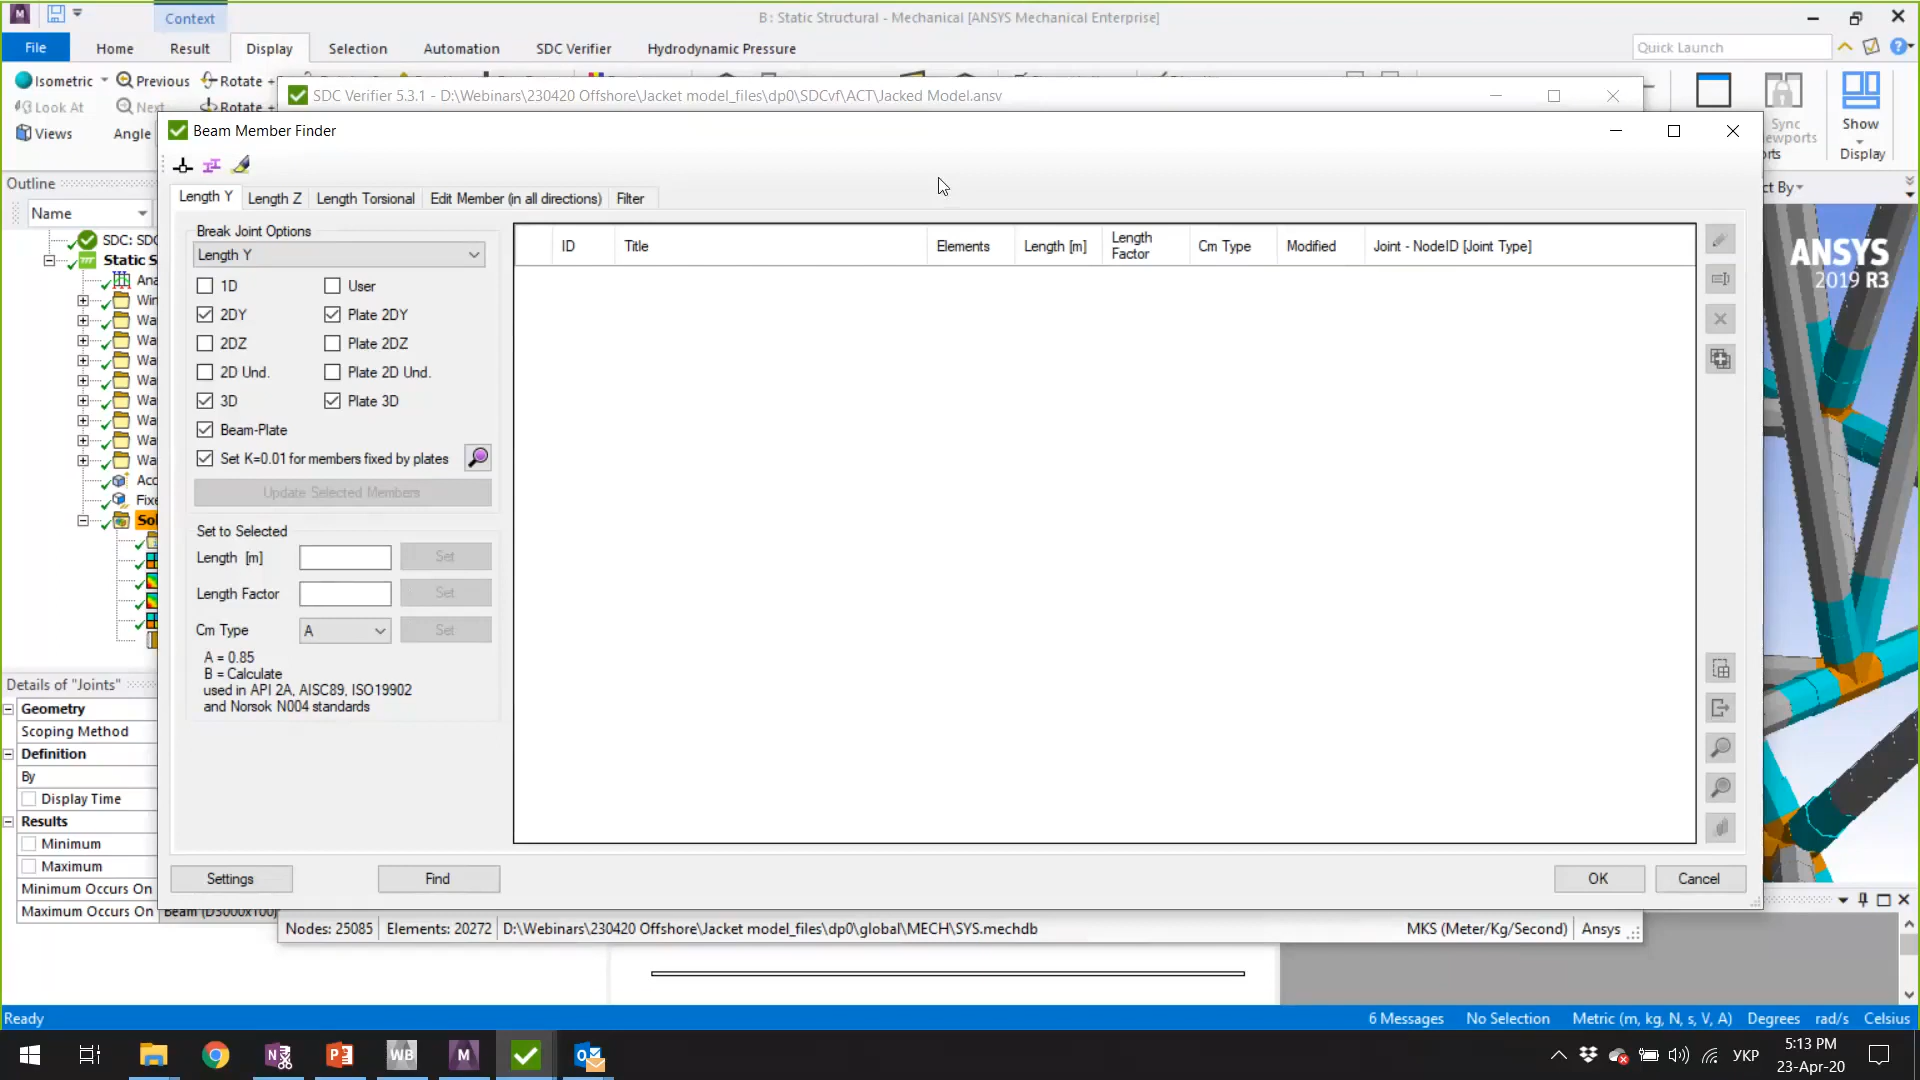 Context
B : Static Structural - Mechanical [ANSYS Mechanical Enterprise]
File
Home
Result
Display
Selection
Automation
SDC Verifier
Hydrodynamic Pressure
Quick Launch
Isometric
Previous
Rotate +
Look At
Next
Rotate +
Views
Angle
SDC Verifier 5.3.1 - D:\Webinars\230420 Offshore\Jacket model_files\dp0\SDCvf\ACT\Jacked Model.ansv
Sync
Show
Display
Beam Member Finder
Outline
Name
Length Y
Length Z
Length Torsional
Edit Member (in all directions)
Filter
Break Joint Options
Length Y
1D
User
2DY
Plate 2DY
2DZ
Plate 2DZ
2D Und.
Plate 2D Und.
3D
Plate 3D
Beam-Plate
Set K=0.01 for members fixed by plates
Update Selected Members
Set to Selected
Length [m]
Set
Length Factor
Set
Cm Type
A
Set
A = 0.85
B = Calculate
used in API 2A, AISC89, ISO19902
and Norsok N004 standards
ID
Title
Elements
Length [m]
Length Factor
Cm Type
Modified
Joint - NodeID [Joint Type]
ANSYS
2019 R3
SDC: SDC
Static S
Ana
Details of "Joints"
Geometry
Scoping Method
Definition
By
Display Time
Results
Minimum
Maximum
Minimum Occurs On
Maximum Occurs On
Beam (D3000x100)
Settings
Find
OK
Cancel
Nodes: 25085
Elements: 20272
D:\Webinars\230420 Offshore\Jacket model_files\dp0\global\MECH\SYS.mechdb
MKS (Meter/Kg/Second)
Ansys
Ready
6 Messages
No Selection
Metric (m, kg, N, s, V, A)
Degrees
rad/s
Celsius
УКР
5:13 PM
23-Apr-20